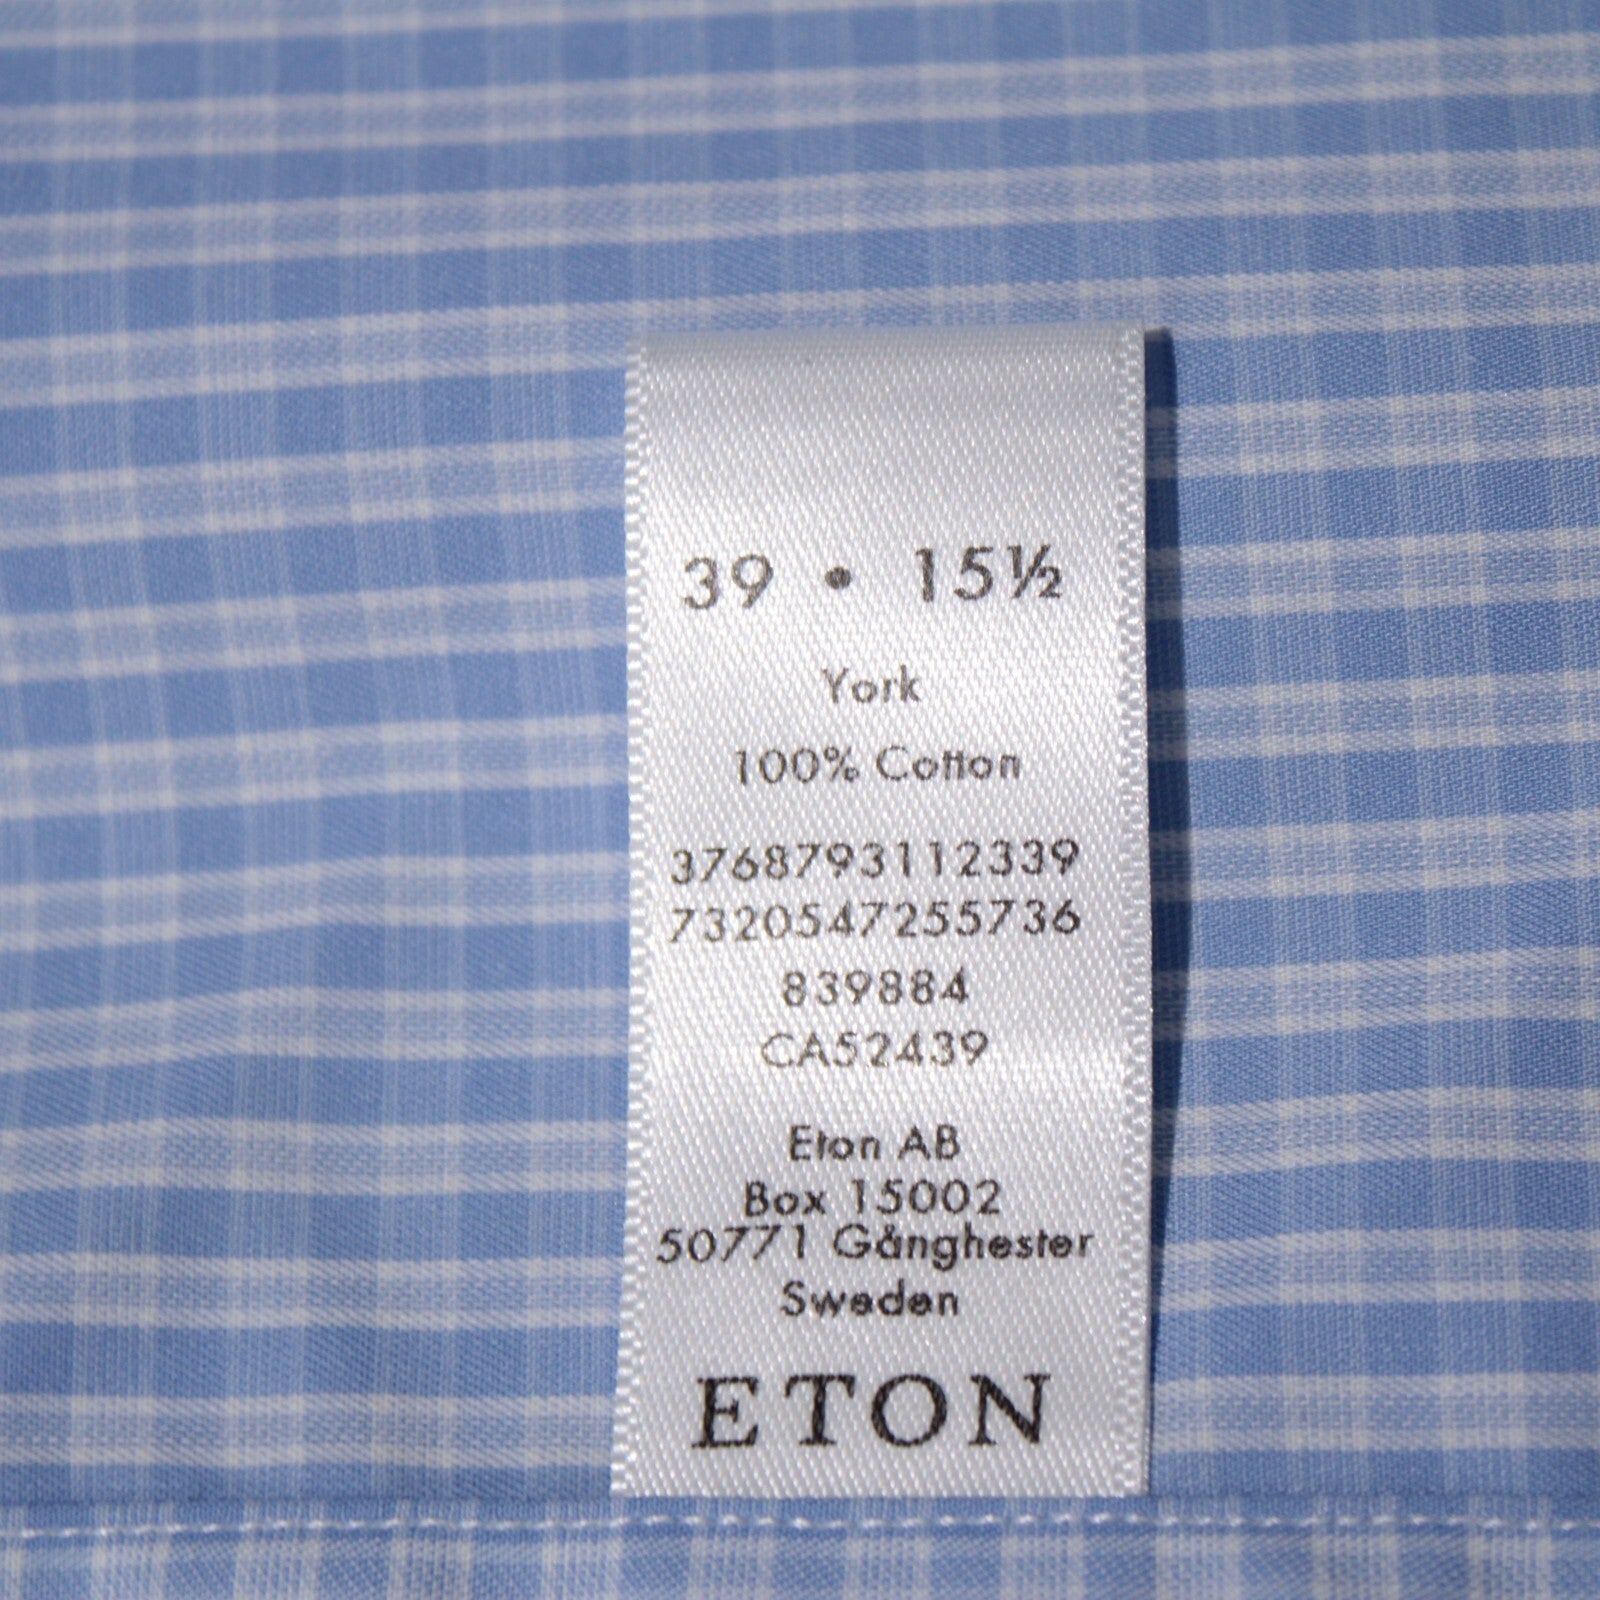 39 • 15½
York
100% Cotton
3768793112339
7320547255736
839884
CA52439
Eton AB
Box 15002
50771 Gånghester
Sweden
ETON